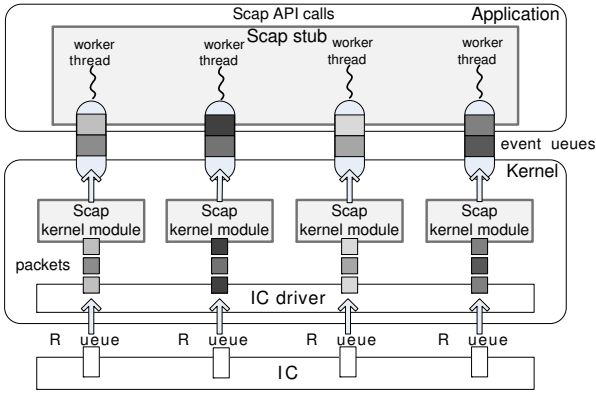 Scap API calls
Application
Scap stub
worker thread
worker thread
worker thread
worker thread
event ueues
Kernel
Scap kernel module
Scap kernel module
Scap kernel module
Scap kernel module
packets
IC driver
R ueue
R ueue
R ueue
R ueue
IC